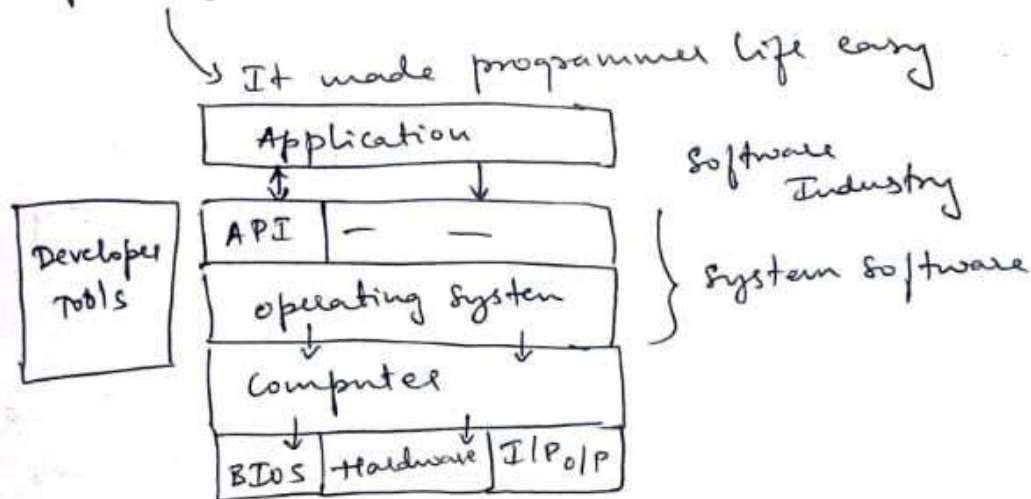 It made programmer life easy
Application
Software
Industry
API — —
Developer
Tools
System Software
Operating System
Computer
BIOS Hardware I/P O/P